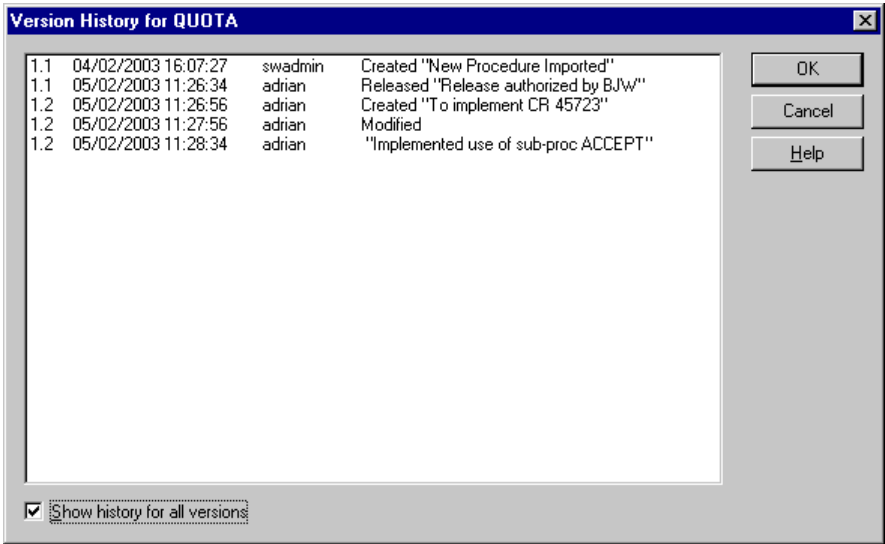 Version History for QUOTA
1.1 04/02/2003 16:07:27 swadmin Created "New Procedure Imported"
1.1 05/02/2003 11:26:34 adrian Released "Release authorized by BJW"
1.2 05/02/2003 11:26:56 adrian Created "To implement CR 45723"
1.2 05/02/2003 11:27:56 adrian Modified
1.2 05/02/2003 11:28:34 adrian "Implemented use of sub-proc ACCEPT"
OK
Cancel
Help
Show history for all versions